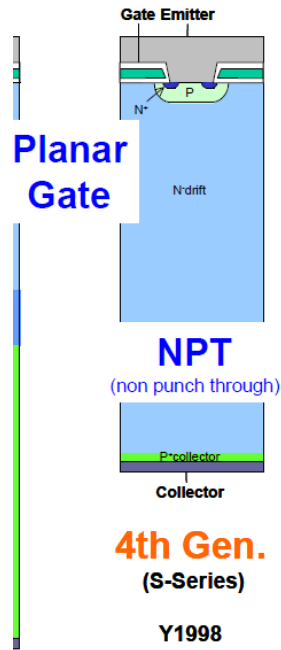 Gate Emitter
P
N⁺
Planar
Gate
N⁻drift
NPT
(non punch through)
P⁺collector
Collector
4th Gen.
(S-Series)
Y1998